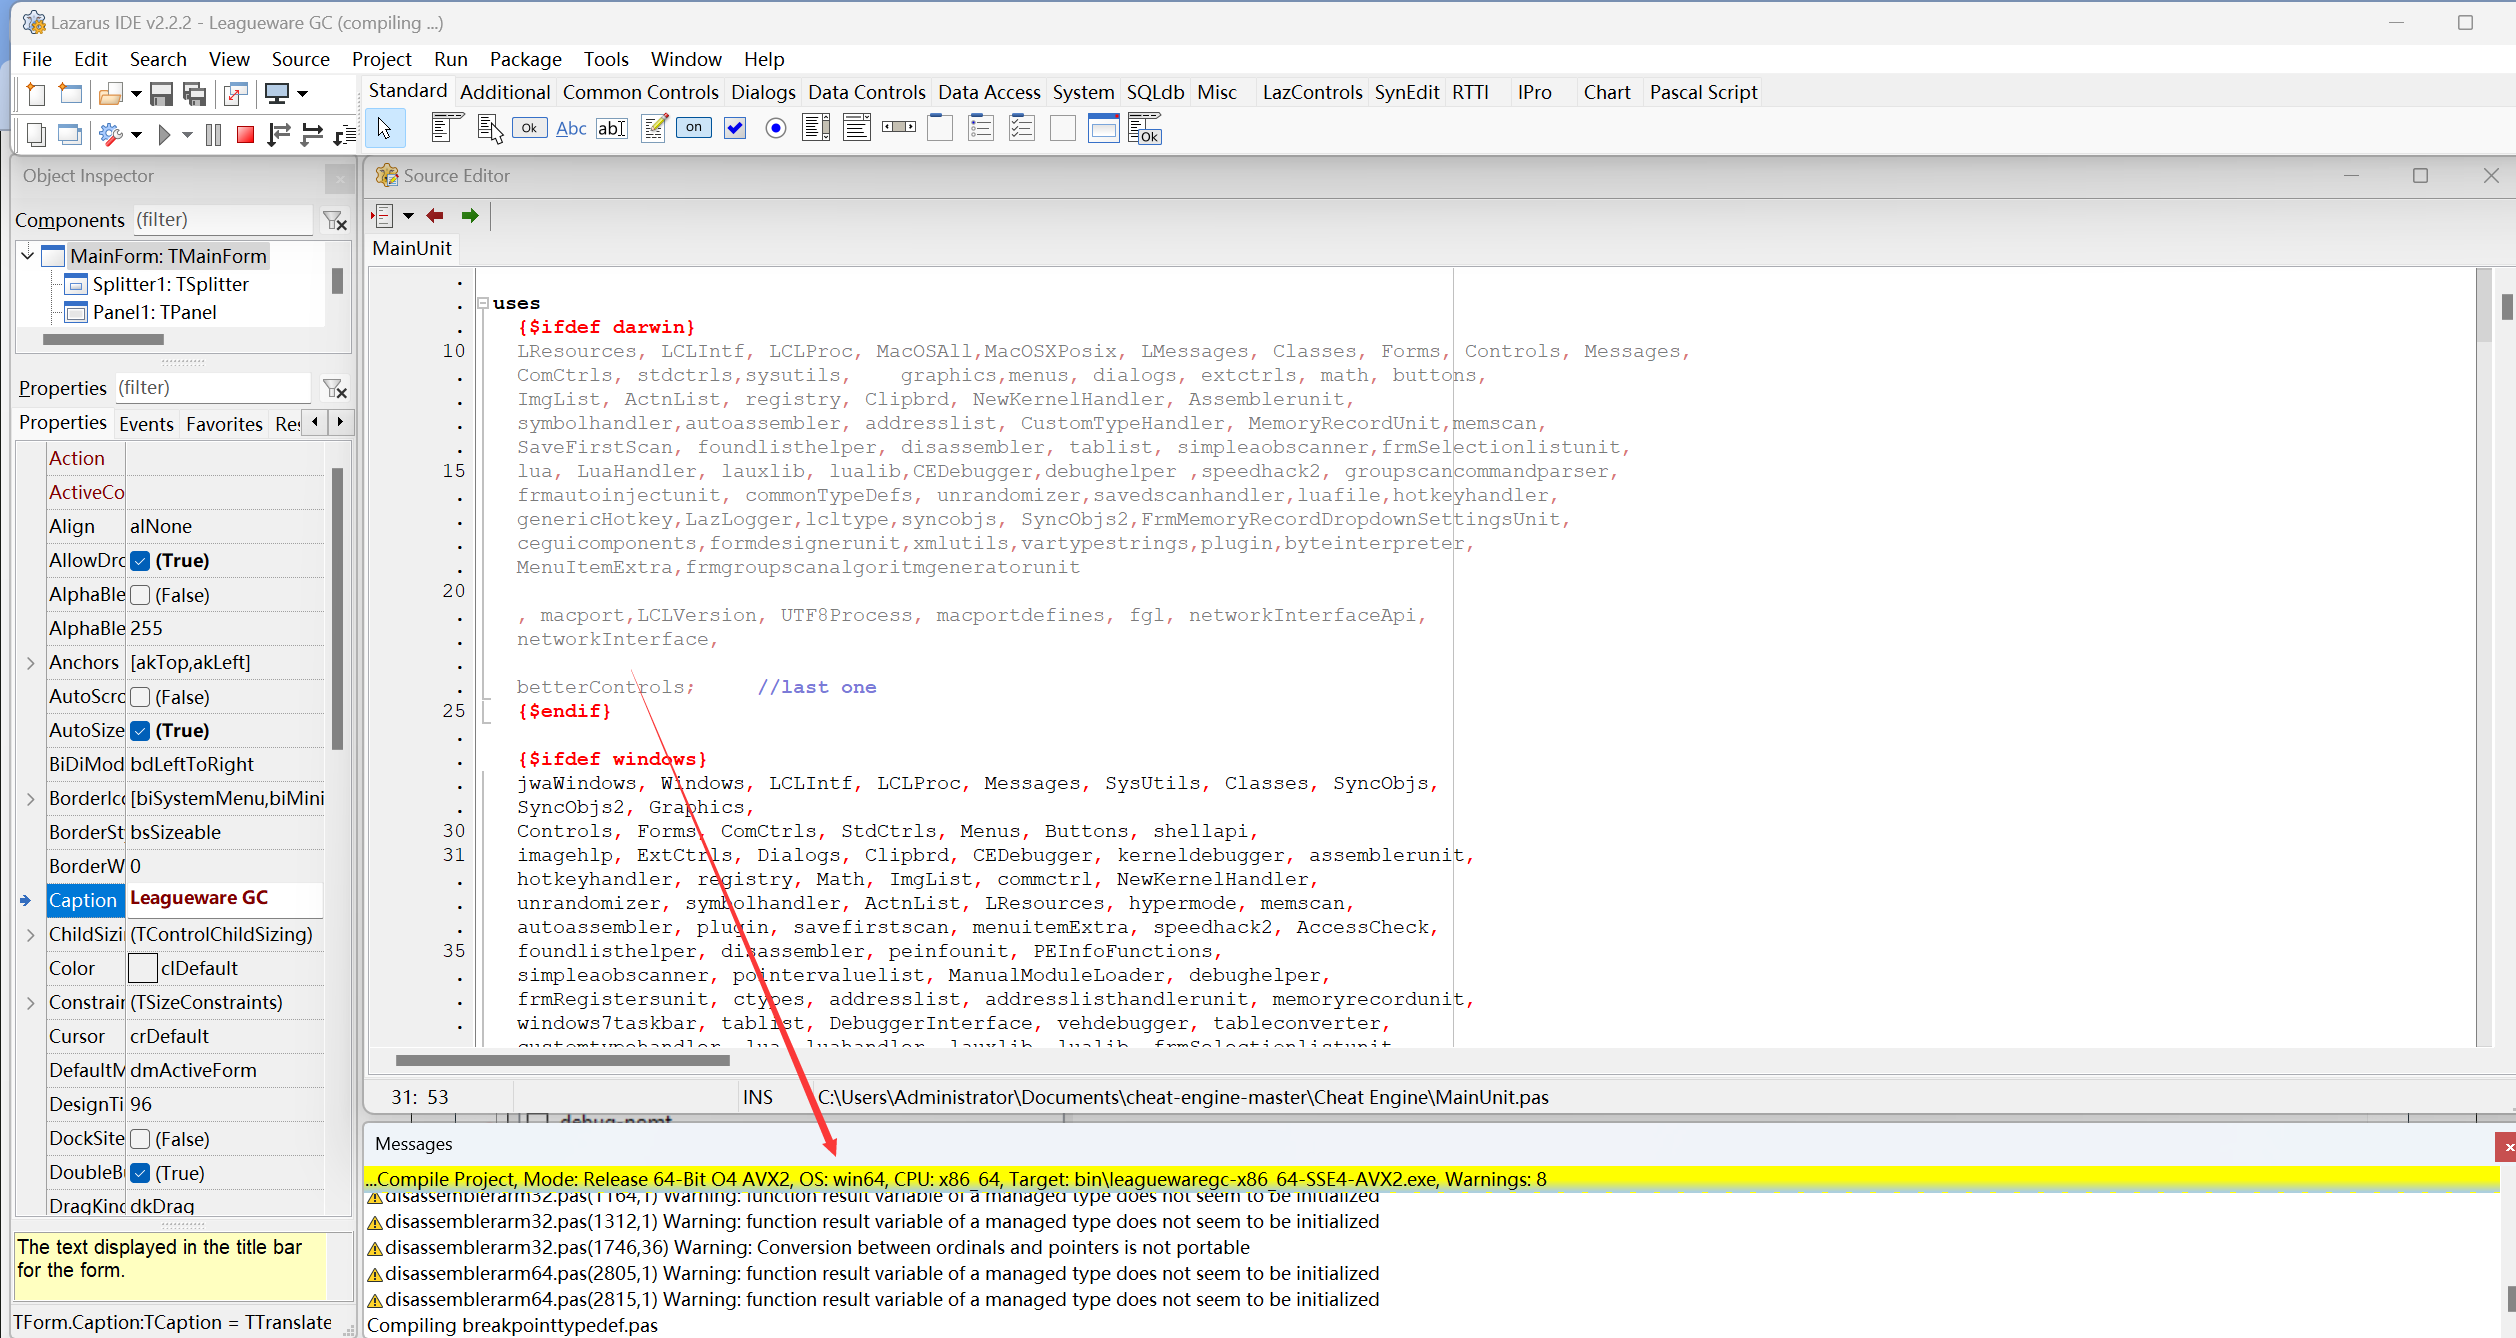 Lazarus IDE v2.2.2 - Leagueware GC (compiling ...)
File Edit Search View Source Project Run Package Tools Window Help
Standard Additional Common Controls Dialogs Data Controls Data Access System SQLdb Misc LazControls SynEdit RTTI IPro Chart Pascal Script
Ok Abc ab on Ok
Object Inspector
Components (filter)
MainForm: TMainForm
Splitter1: TSplitter
Panel1: TPanel
Properties (filter)
Properties Events Favorites Re
Action
ActiveCo
Align alNone
AllowDrc (True)
AlphaBle (False)
AlphaBle 255
Anchors [akTop,akLeft]
AutoScrc (False)
AutoSize (True)
BiDiMod bdLeftToRight
BorderIc [biSystemMenu,biMini
BorderSt bsSizeable
BorderW 0
Caption Leagueware GC
ChildSizi (TControlChildSizing)
Color clDefault
Constrair (TSizeConstraints)
Cursor crDefault
DefaultM dmActiveForm
DesignTi 96
DockSite (False)
DoubleB (True)
DragKind dkDrag
The text displayed in the title bar
for the form.
TForm.Caption:TCaption = TTranslate
Source Editor
MainUnit
uses
{$ifdef darwin}
10 LResources, LCLIntf, LCLProc, MacOSAll,MacOSXPosix, LMessages, Classes, Forms, Controls, Messages,
ComCtrls, stdctrls,sysutils, graphics,menus, dialogs, extctrls, math, buttons,
ImgList, ActnList, registry, Clipbrd, NewKernelHandler, Assemblerunit,
symbolhandler,autoassembler, addresslist, CustomTypeHandler, MemoryRecordUnit,memscan,
SaveFirstScan, foundlisthelper, disassembler, tablist, simpleaobscanner,frmSelectionlistunit,
15 lua, LuaHandler, lauxlib, lualib,CEDebugger,debughelper ,speedhack2, groupscancommandparser,
frmautoinjectunit, commonTypeDefs, unrandomizer,savedscanhandler,luafile,hotkeyhandler,
genericHotkey,LazLogger,lcltype,syncobjs, SyncObjs2,FrmMemoryRecordDropdownSettingsUnit,
ceguicomponents,formdesignerunit,xmlutils,vartypestrings,plugin,byteinterpreter,
MenuItemExtra,frmgroupscanalgoritmgeneratorunit
20
, macport,LCLVersion, UTF8Process, macportdefines, fgl, networkInterfaceApi,
networkInterface,
betterControls; //last one
25 {$endif}
{$ifdef windows}
jwaWindows, Windows, LCLIntf, LCLProc, Messages, SysUtils, Classes, SyncObjs,
SyncObjs2, Graphics,
30 Controls, Forms, ComCtrls, StdCtrls, Menus, Buttons, shellapi,
31 imagehlp, ExtCtrls, Dialogs, Clipbrd, CEDebugger, kerneldebugger, assemblerunit,
hotkeyhandler, registry, Math, ImgList, commctrl, NewKernelHandler,
unrandomizer, symbolhandler, ActnList, LResources, hypermode, memscan,
autoassembler, plugin, savefirstscan, menuitemExtra, speedhack2, AccessCheck,
35 foundlisthelper, disassembler, peinfounit, PEInfoFunctions,
simpleaobscanner, pointervaluelist, ManualModuleLoader, debughelper,
frmRegistersunit, ctypes, addresslist, addresslisthandlerunit, memoryrecordunit,
windows7taskbar, tablist, DebuggerInterface, vehdebugger, tableconverter,
customtypehandler, lua, luahandler, lauxlib, lualib, frmSelectionlistunit
31: 53 INS C:\Users\Administrator\Documents\cheat-engine-master\Cheat Engine\MainUnit.pas
Messages
...Compile Project, Mode: Release 64-Bit O4 AVX2, OS: win64, CPU: x86_64, Target: bin\leaguewaregc-x86_64-SSE4-AVX2.exe, Warnings: 8
disassemblerarm32.pas(1164,1) Warning: function result variable of a managed type does not seem to be initialized
disassemblerarm32.pas(1312,1) Warning: function result variable of a managed type does not seem to be initialized
disassemblerarm32.pas(1746,36) Warning: Conversion between ordinals and pointers is not portable
disassemblerarm64.pas(2805,1) Warning: function result variable of a managed type does not seem to be initialized
disassemblerarm64.pas(2815,1) Warning: function result variable of a managed type does not seem to be initialized
Compiling breakpointtypedef.pas